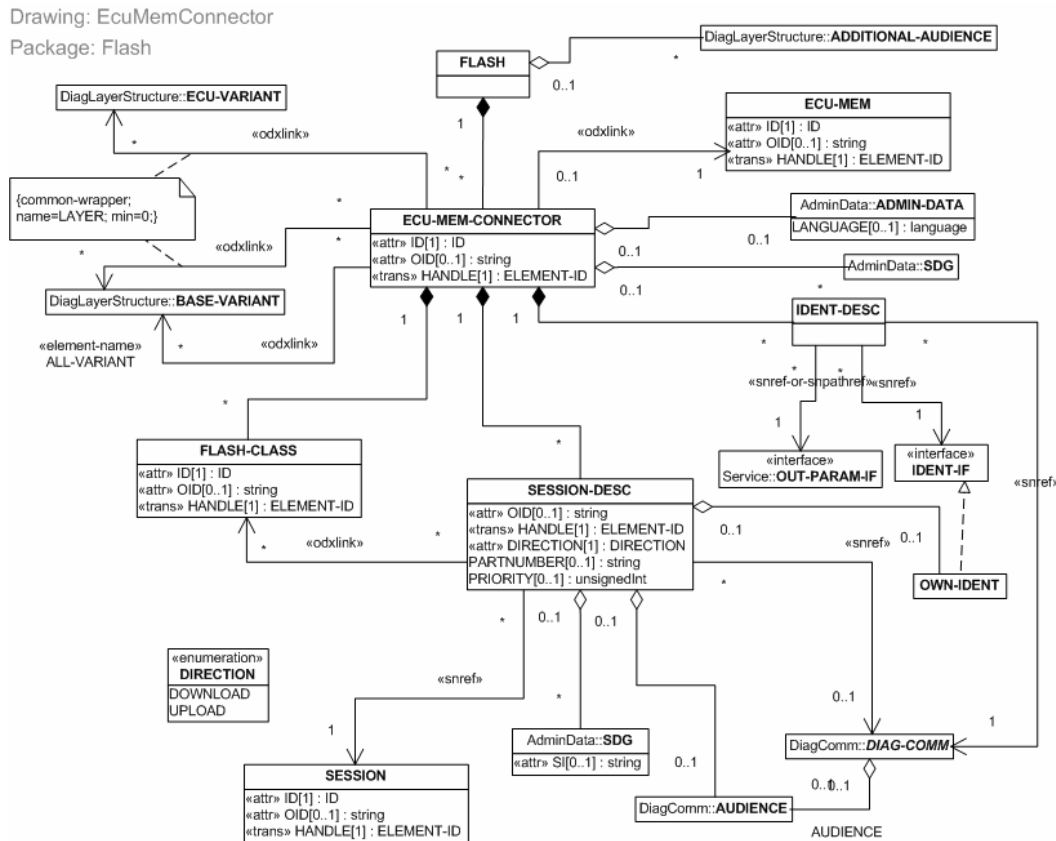 Drawing: EcuMemConnector
Package: Flash
FLASH
DiagLayerStructure::ADDITIONAL-AUDIENCE
0..1
*
1
DiagLayerStructure::ECU-VARIANT
*
«odxlink»
*
*
«odxlink»
0..1
1
ECU-MEM
«attr» ID[1] : ID
«attr» OID[0..1] : string
«trans» HANDLE[1] : ELEMENT-ID
{common-wrapper;
name=LAYER; min=0;}
*
*
ECU-MEM-CONNECTOR
«attr» ID[1] : ID
«attr» OID[0..1] : string
«trans» HANDLE[1] : ELEMENT-ID
AdminData::ADMIN-DATA
LANGUAGE[0..1] : language
0..1
0..1
AdminData::SDG
0..1
*
*
«odxlink»
DiagLayerStructure::BASE-VARIANT
«element-name»
ALL-VARIANT
*
«odxlink»
1
1
1
IDENT-DESC
*
*
*
*
«snref-or-snpathref»
«snref»
1
1
«interface»
Service::OUT-PARAM-IF
«interface»
IDENT-IF
«snref»
*
*
FLASH-CLASS
«attr» ID[1] : ID
«attr» OID[0..1] : string
«trans» HANDLE[1] : ELEMENT-ID
SESSION-DESC
«attr» OID[0..1] : string
«trans» HANDLE[1] : ELEMENT-ID
«attr» DIRECTION[1] : DIRECTION
PARTNUMBER[0..1] : string
PRIORITY[0..1] : unsignedInt
0..1
0..1
«snref»
OWN-IDENT
*
«odxlink»
*
*
*
0..1
0..1
«enumeration»
DIRECTION
DOWNLOAD
UPLOAD
«snref»
1
*
0..1
0..1
1
SESSION
«attr» ID[1] : ID
«attr» OID[0..1] : string
«trans» HANDLE[1] : ELEMENT-ID
AdminData::SDG
«attr» SI[0..1] : string
DiagComm::DIAG-COMM
0..1
0..1
DiagComm::AUDIENCE
AUDIENCE